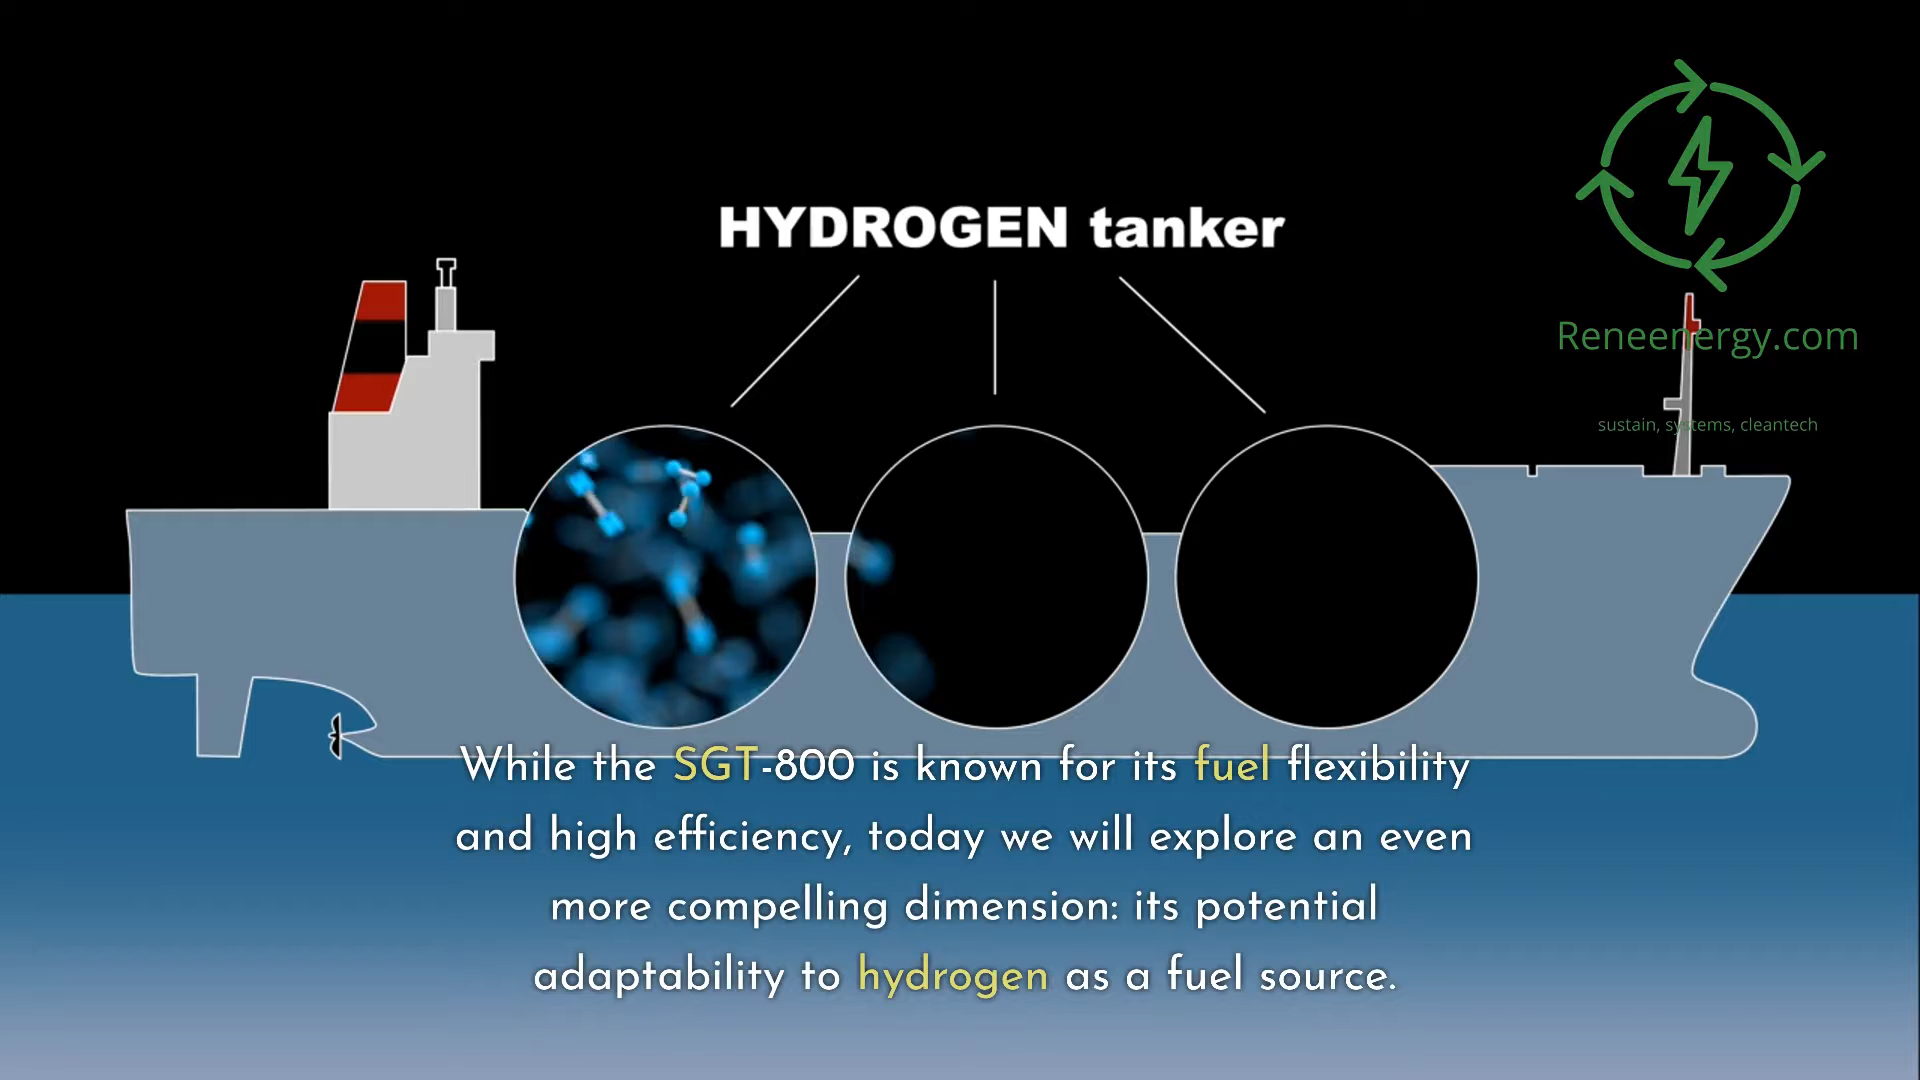 HYDROGEN tanker
Reneenergy.com
sustain, systems, cleantech
While the SGT-800 is known for its fuel flexibility
and high efficiency, today we will explore an even
more compelling dimension: its potential
adaptability to hydrogen as a fuel source.